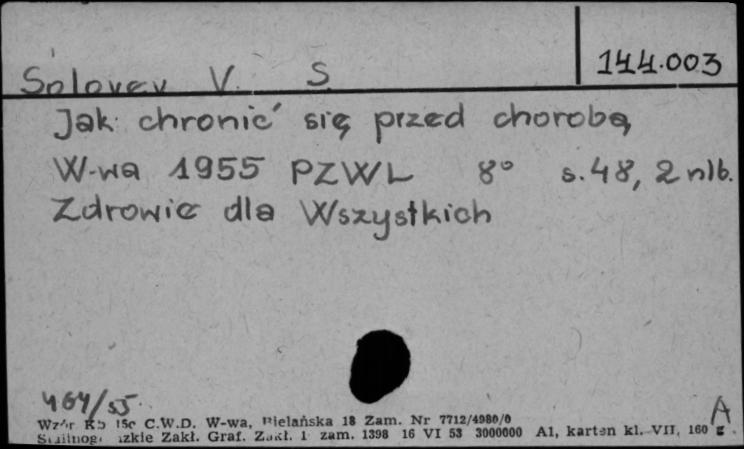 144.003
Solovev V. S.
Jak chronić się przed chorobą
W-wa 1955 PZWL 8° s. 48, 2 nlb.
Zdrowie dla Wszystkich
464/55
A
Wzór C.W.D. W-wa, Bielańska 18 Zam. Nr 7712/4980/0
Zakł. Graf. Zakł. 1 zam. 1398 16 VI 53 3000000 A1, karton kl. VII, 160 g